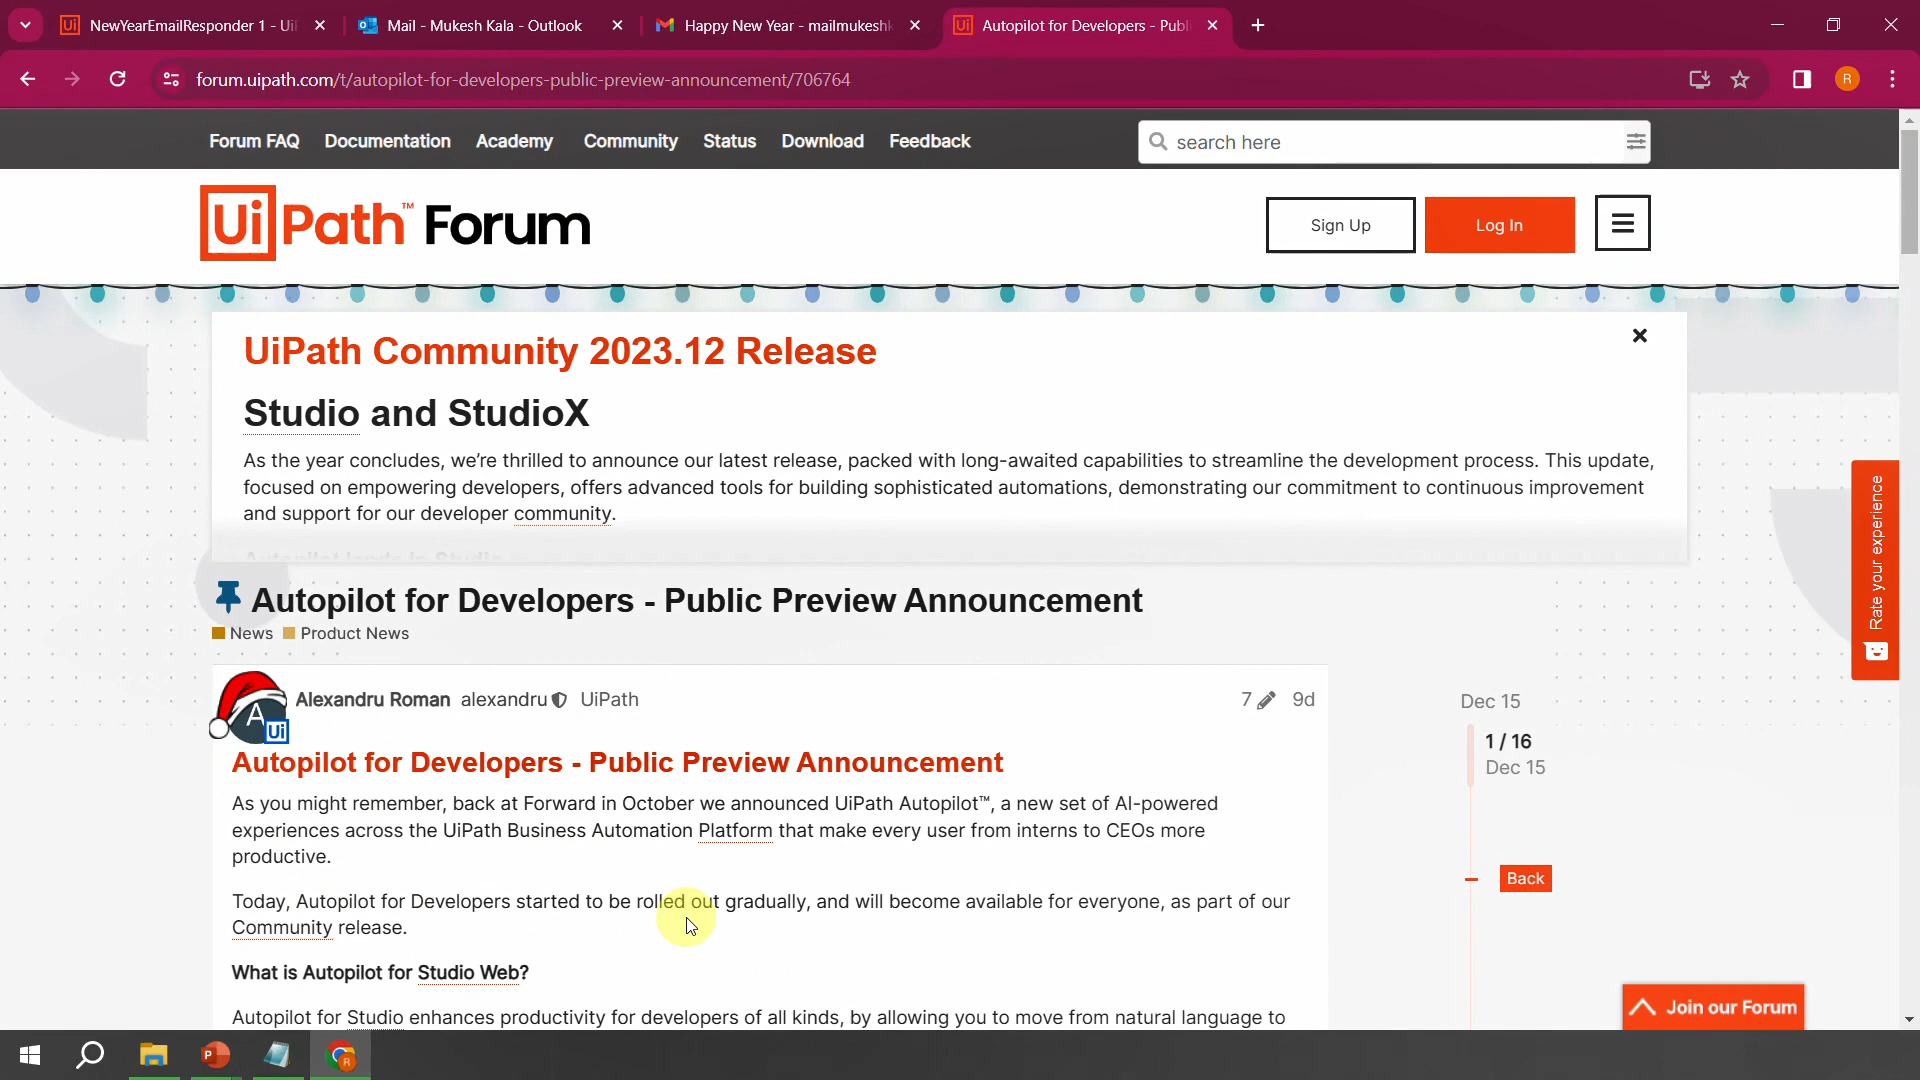 NewYearEmailResponder 1 - Ui
Mail - Mukesh Kala - Outlook
Happy New Year - mailmukeshk
Autopilot for Developers - Publi
forum.uipath.com/t/autopilot-for-developers-public-preview-announcement/706764
R
Forum FAQ Documentation Academy Community Status Download Feedback
search here
UiPath™ Forum
Sign Up
Log In
UiPath Community 2023.12 Release
Studio and StudioX
As the year concludes, we're thrilled to announce our latest release, packed with long-awaited capabilities to streamline the development process. This update,
focused on empowering developers, offers advanced tools for building sophisticated automations, demonstrating our commitment to continuous improvement
and support for our developer community.
Autopilot lands in Studio
Autopilot for Developers - Public Preview Announcement
News Product News
Alexandru Roman alexandru UiPath
7 9d
Autopilot for Developers - Public Preview Announcement
As you might remember, back at Forward in October we announced UiPath Autopilot™, a new set of AI-powered
experiences across the UiPath Business Automation Platform that make every user from interns to CEOs more
productive.
Today, Autopilot for Developers started to be rolled out gradually, and will become available for everyone, as part of our
Community release.
What is Autopilot for Studio Web?
Autopilot for Studio enhances productivity for developers of all kinds, by allowing you to move from natural language to
Dec 15
1 / 16
Dec 15
Back
Rate your experience
Join our Forum